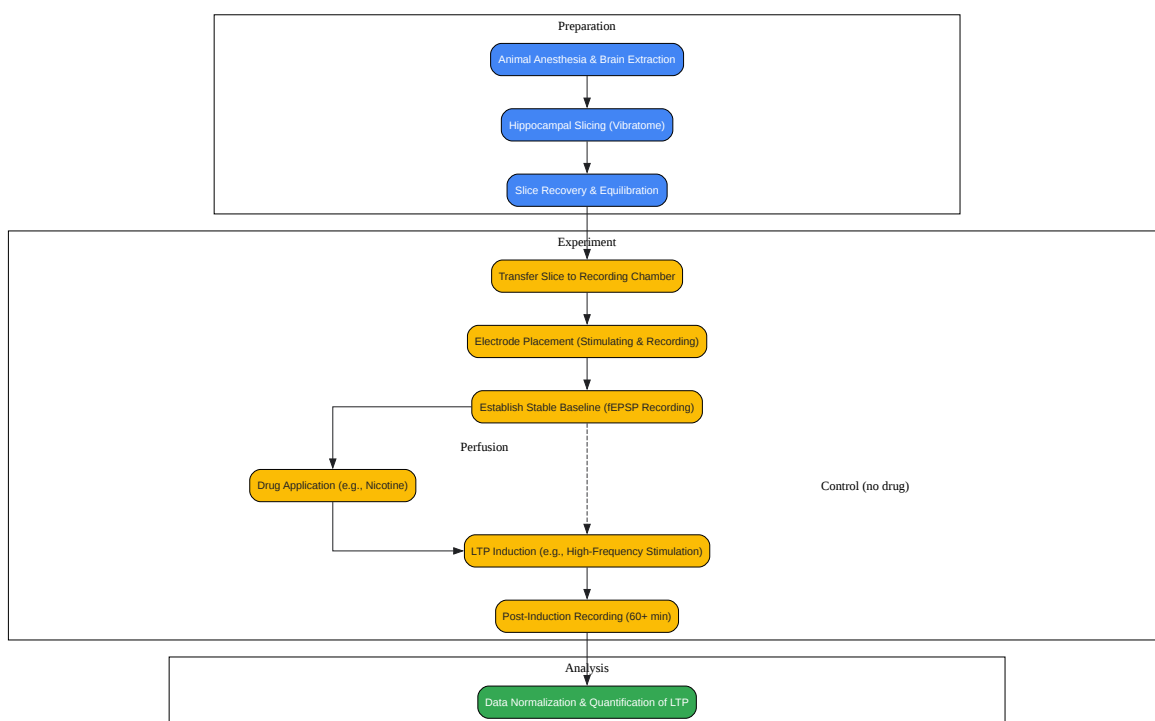 Preparation
Animal Anesthesia & Brain Extraction
Hippocampal Slicing (Vibratome)
Slice Recovery & Equilibration
Experiment
Transfer Slice to Recording Chamber
Electrode Placement (Stimulating & Recording)
Establish Stable Baseline (fEPSP Recording)
Perfusion
Drug Application (e.g., Nicotine)
Control (no drug)
LTP Induction (e.g., High-Frequency Stimulation)
Post-Induction Recording (60+ min)
Analysis
Data Normalization & Quantification of LTP